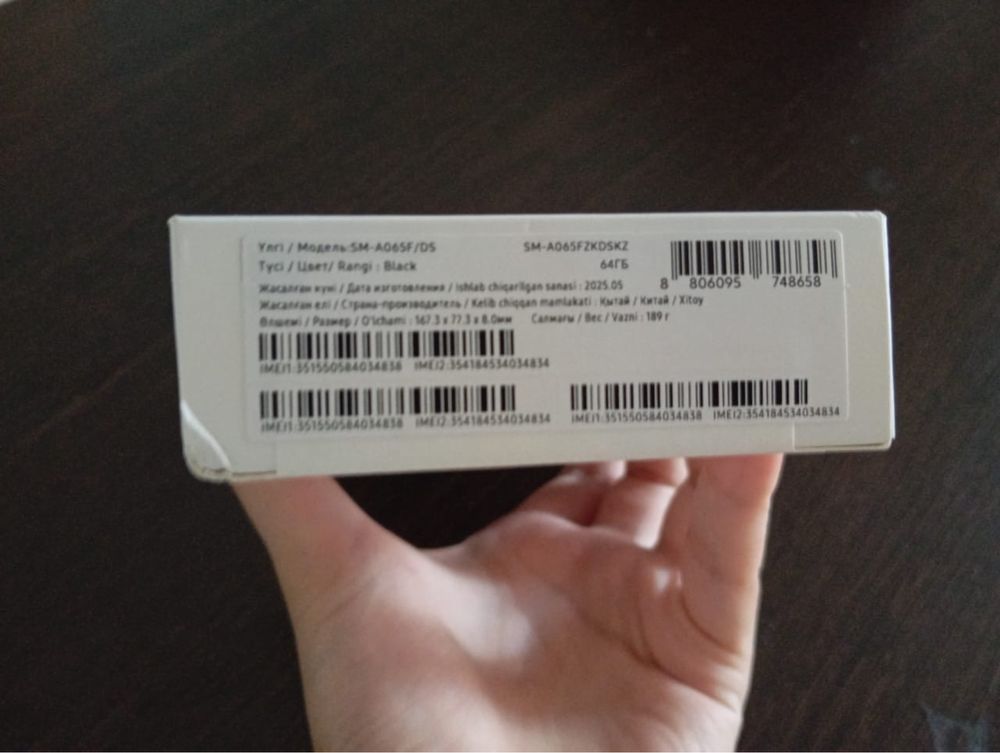 Үлгі / Модель:SM-A065F/DS SM-A065FZKDSKZ
Түсі / Цвет/ Rangi : Black 64ГБ
8 806095 748658
Жасалған күні / Дата изготовления / Ishlab chiqarilgan sanasi : 2025.05
Жасалған елі / Страна-производитель / Kelib chiqqan mamlakati : Қытай / Китай / Xitoy
Өлшемі / Размер / O'lchami : 167.3 x 77.3 x 8.0мм Салмағы / Вес / Vazni : 189 г
IMEI1:351550584034838 IMEI2:354184534034834
IMEI1:351550584034838 IMEI2:354184534034834 IMEI1:351550584034838 IMEI2:354184534034834